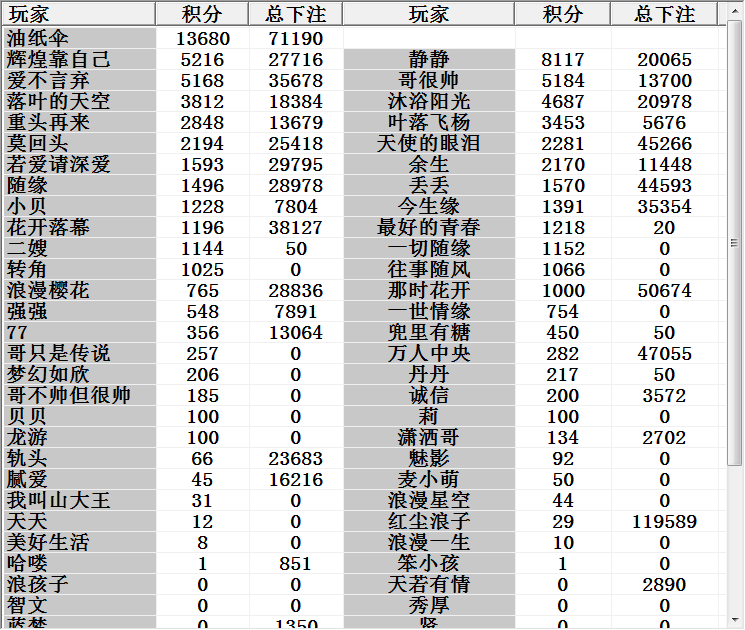 玩家 积分 总下注 玩家 积分 总下注
油纸伞 13680 71190
辉煌靠自己 5216 27716 静静 8117 20065
爱不言弃 5168 35678 哥很帅 5184 13700
落叶的天空 3812 18384 沐浴阳光 4687 20978
重头再来 2848 13679 叶落飞杨 3453 5676
莫回头 2194 25418 天使的眼泪 2281 45266
若爱请深爱 1593 29795 余生 2170 11448
随缘 1496 28978 丢丢 1570 44593
小贝 1228 7804 今生缘 1391 35354
花开落幕 1196 38127 最好的青春 1218 20
二嫂 1144 50 一切随缘 1152 0
转角 1025 0 往事随风 1066 0
浪漫樱花 765 28836 那时花开 1000 50674
强强 548 7891 一世情缘 754 0
77 356 13064 兜里有糖 450 50
哥只是传说 257 0 万人中央 282 47055
梦幻如欣 206 0 丹丹 217 50
哥不帅但很帅 185 0 诚信 200 3572
贝贝 100 0 莉 100 0
龙游 100 0 潇洒哥 134 2702
轨头 66 23683 魅影 92 0
腻爱 45 16216 麦小萌 50 0
我叫山大王 31 0 浪漫星空 44 0
天天 12 0 红尘浪子 29 119589
美好生活 8 0 浪漫一生 10 0
哈喽 1 851 笨小孩 1 0
浪孩子 0 0 天若有情 0 2890
智文 0 0 秀厚 0 0
蓝梦 0 1350 贤 0 0